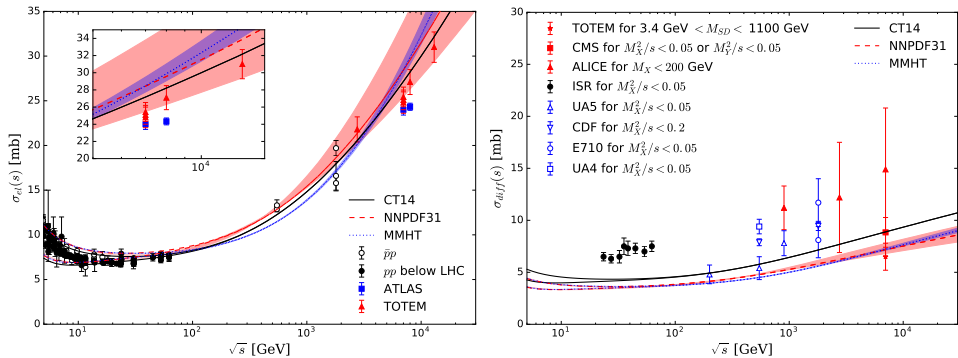 35
30
25
20
15
10
5
0
σ_el(s) [mb]
36
34
32
30
28
26
24
22
20
10^4
CT14
NNPDF31
MMHT
p̄p
pp below LHC
ATLAS
TOTEM
10^1 10^2 10^3 10^4
√s [GeV]
30
25
20
15
10
5
0
σ_diff(s) [mb]
TOTEM for 3.4 GeV < M_SD < 1100 GeV
CMS for M_X^2/s < 0.05 or M_Y^2/s < 0.05
ALICE for M_X < 200 GeV
ISR for M_X^2/s < 0.05
UA5 for M_X^2/s < 0.05
CDF for M_X^2/s < 0.2
E710 for M_X^2/s < 0.05
UA4 for M_X^2/s < 0.05
CT14
NNPDF31
MMHT
10^1 10^2 10^3 10^4
√s [GeV]